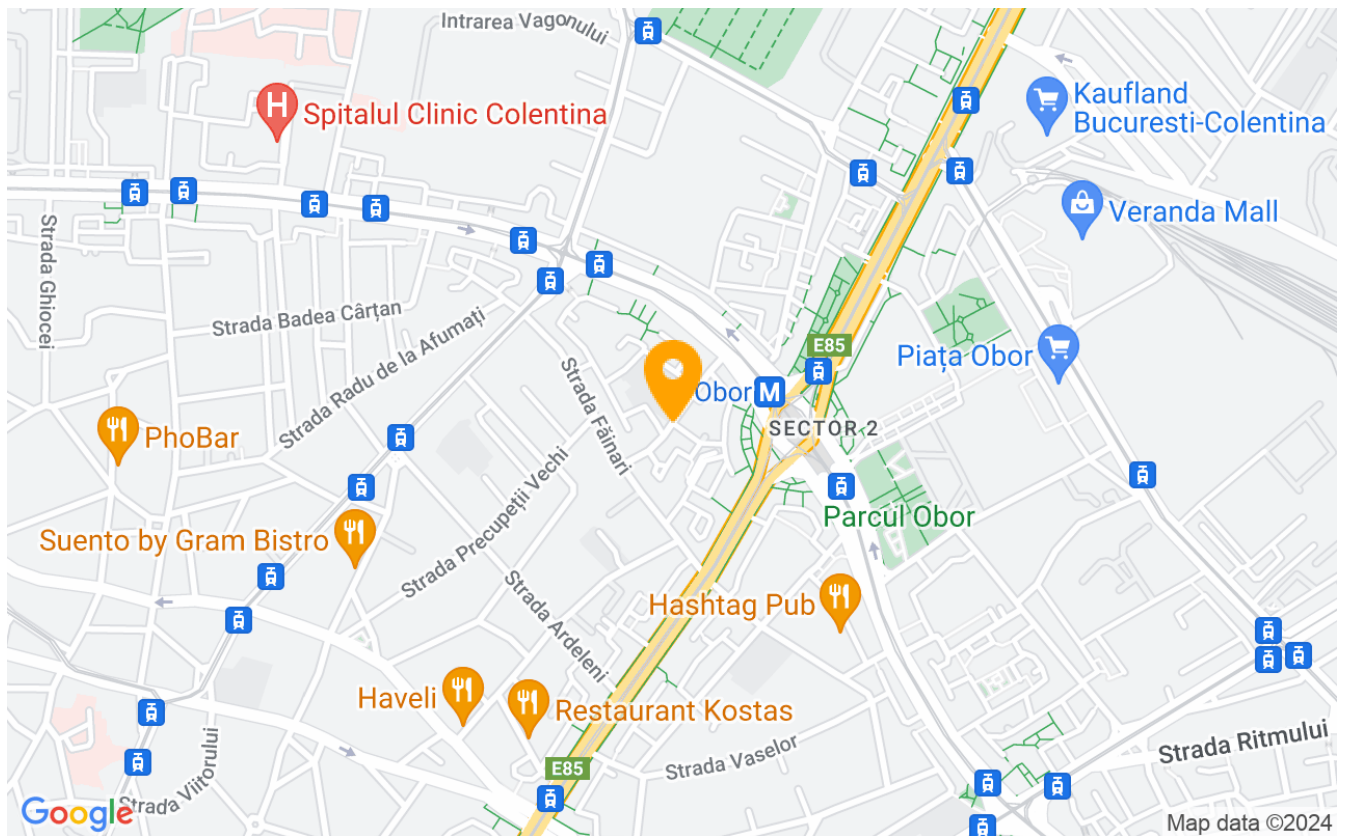 Intrarea Vagonului
Kaufland
Bucuresti-Colentina
H
Spitalul Clinic Colentina
Veranda Mall
Strada Ghiocei
Strada Badea Cârțan
Strada Radu de la Afumați
E85
Piața Obor
Strada Făinari
Obor
M
SECTOR 2
PhoBar
Strada Precupeții Vechi
Parcul Obor
Suento by Gram Bistro
Strada Ardeleni
Hashtag Pub
Haveli
Restaurant Kostas
Strada Viitorului
Strada Vaselor
Strada Ritmului
E85
Google
Map data ©2024